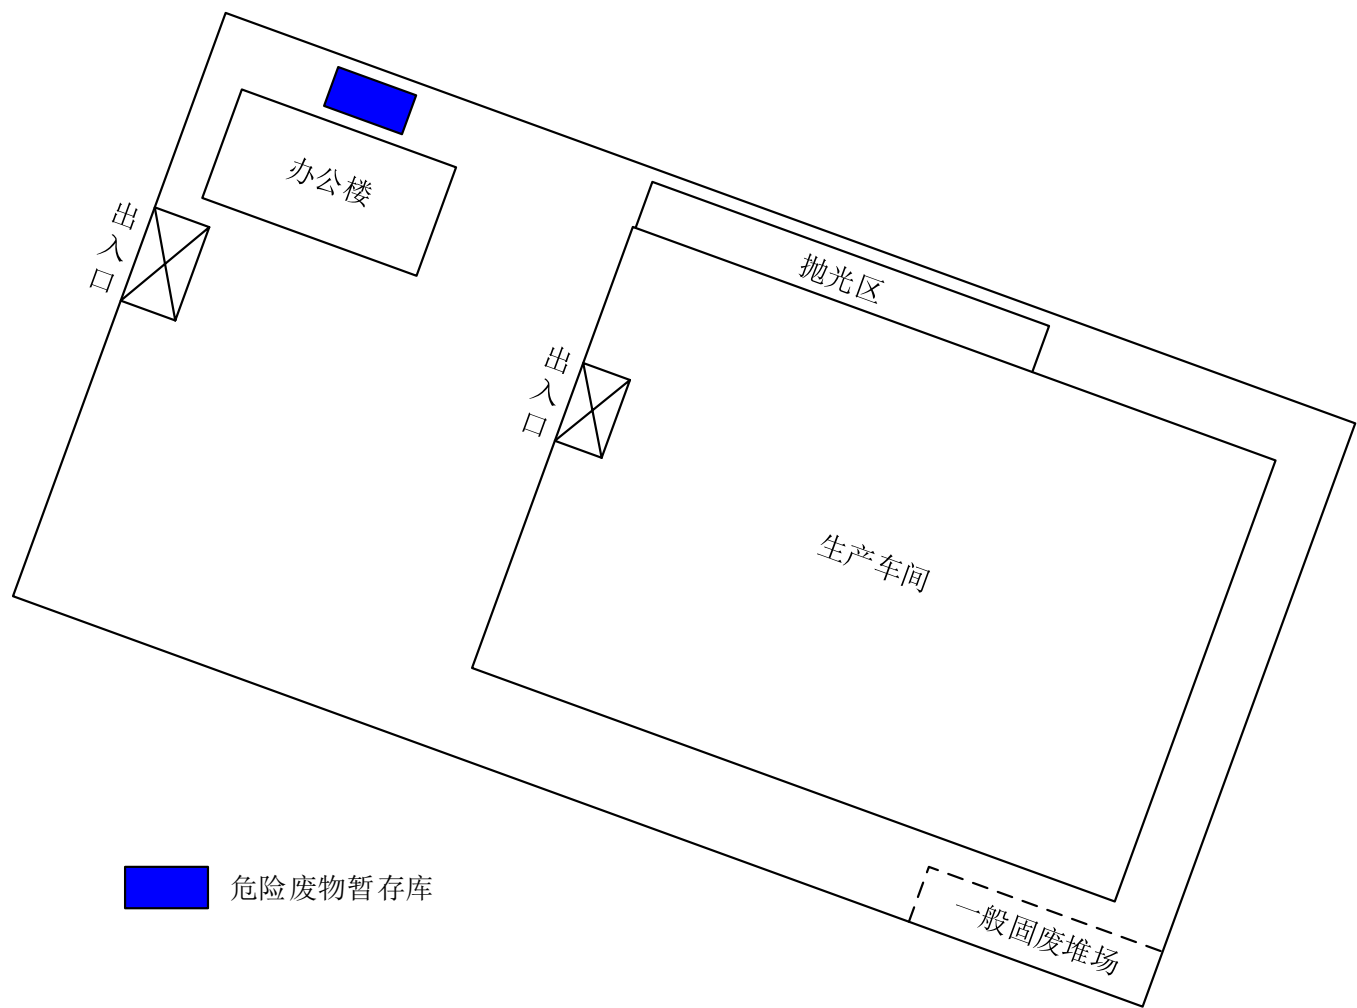 办公楼
出入口
抛光区
出入口
生产车间
危险废物暂存库
一般固废堆场